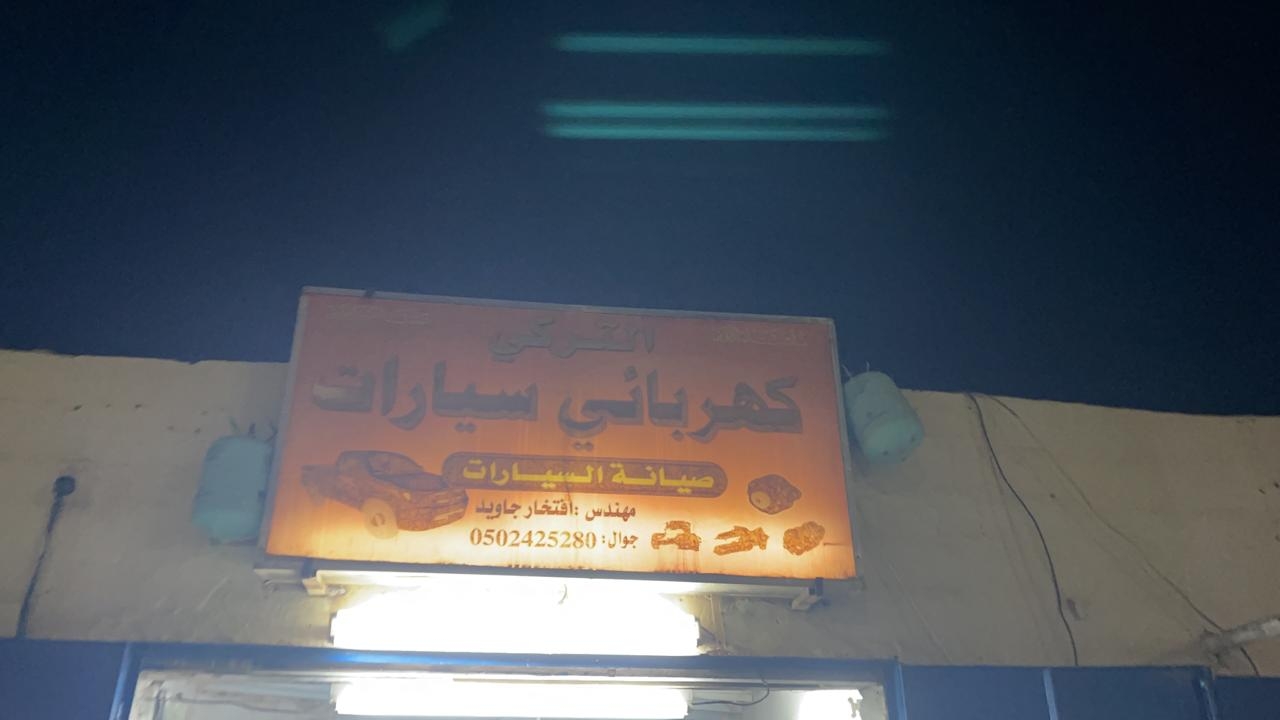 التركي
كهربائي سيارات
صيانة السيارات
مهندس: افتخار جاويد
جوال: 0502425280